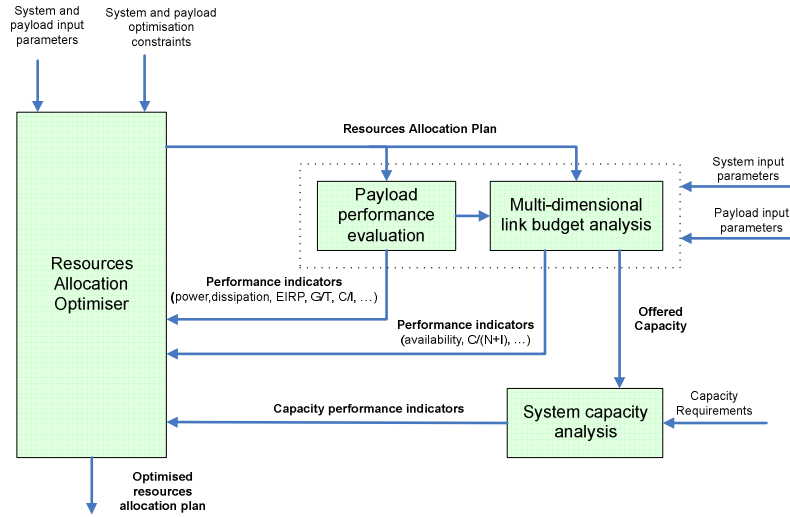 System and
payload input
parameters
System and payload
optimisation
constraints
Resources Allocation Plan
System input
parameters
Payload
performance
evaluation
Multi-dimensional
link budget analysis
Payload input
parameters
Resources
Allocation
Optimiser
Performance indicators
(power,dissipation, EIRP, G/T, C/I, …)
Performance indicators
(availability, C/(N+I), …)
Offered
Capacity
Capacity performance indicators
System capacity
analysis
Capacity
Requirements
Optimised
resources
allocation plan